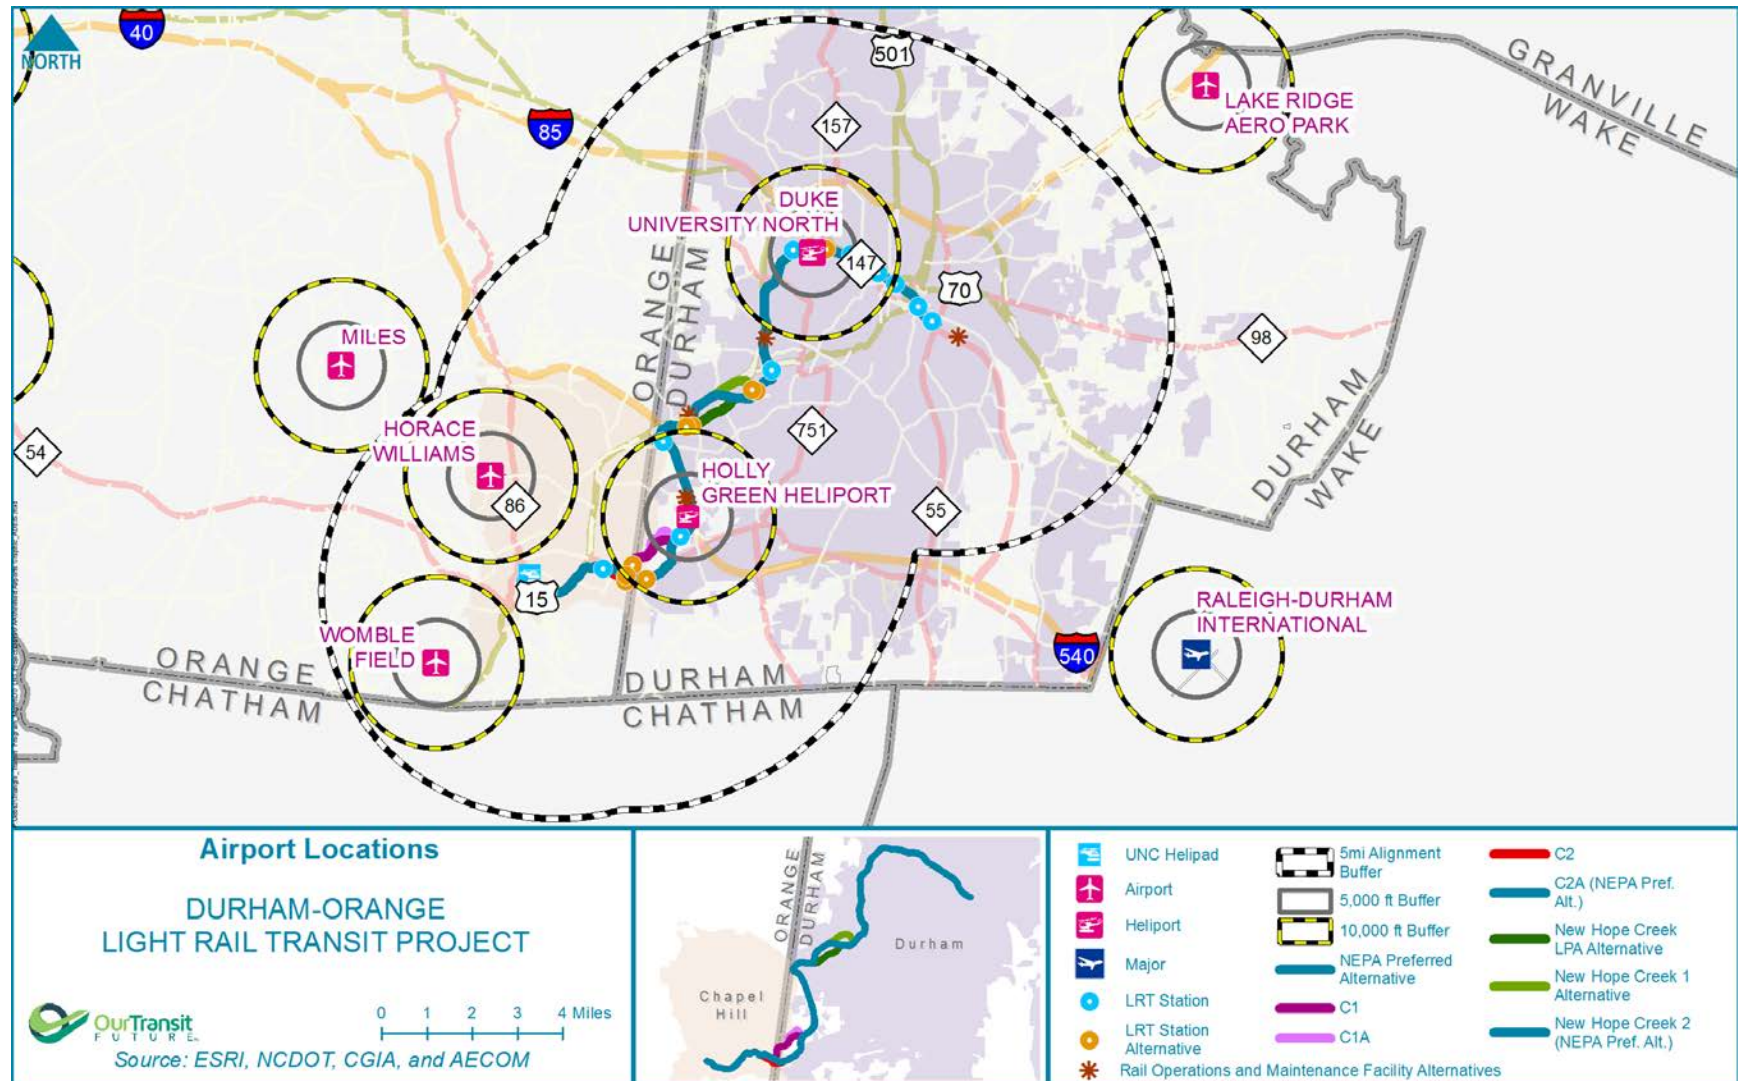 40
NORTH
501
GRANVILLE
WAKE
LAKE RIDGE
AERO PARK
85
157
DUKE
UNIVERSITY NORTH
ORANGE
DURHAM
147
70
MILES
98
HORACE
WILLIAMS
54
751
DURHAM
WAKE
86
HOLLY
GREEN HELIPORT
55
15
RALEIGH-DURHAM
INTERNATIONAL
WOMBLE
FIELD
540
ORANGE
CHATHAM
DURHAM
CHATHAM
Airport Locations
DURHAM-ORANGE
LIGHT RAIL TRANSIT PROJECT
OurTransit
FUTURE
0 1 2 3 4 Miles
Source: ESRI, NCDOT, CGIA, and AECOM
ORANGE
DURHAM
Durham
Chapel
Hill
UNC Helipad
Airport
Heliport
Major
LRT Station
LRT Station
Alternative
Rail Operations and Maintenance Facility Alternatives
5mi Alignment
Buffer
5,000 ft Buffer
10,000 ft Buffer
NEPA Preferred
Alternative
C1
C1A
C2
C2A (NEPA Pref.
Alt.)
New Hope Creek
LPA Alternative
New Hope Creek 1
Alternative
New Hope Creek 2
(NEPA Pref. Alt.)